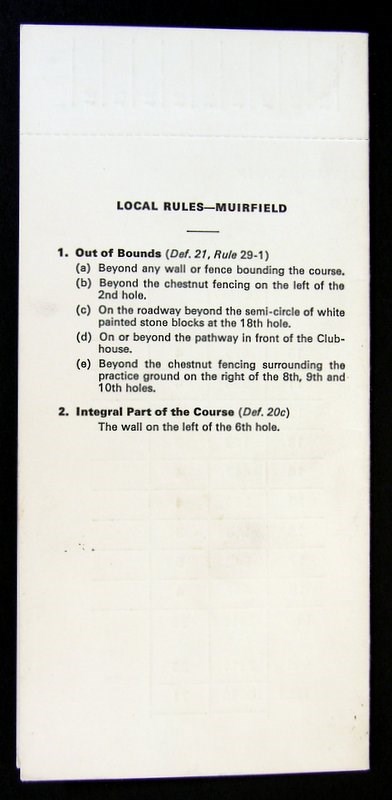 LOCAL RULES—MUIRFIELD
1. Out of Bounds (Def. 21, Rule 29-1)
(a) Beyond any wall or fence bounding the course.
(b) Beyond the chestnut fencing on the left of the
2nd hole.
(c) On the roadway beyond the semi-circle of white
painted stone blocks at the 18th hole.
(d) On or beyond the pathway in front of the Club-
house.
(e) Beyond the chestnut fencing surrounding the
practice ground on the right of the 8th, 9th and
10th holes.
2. Integral Part of the Course (Def. 20c)
The wall on the left of the 6th hole.